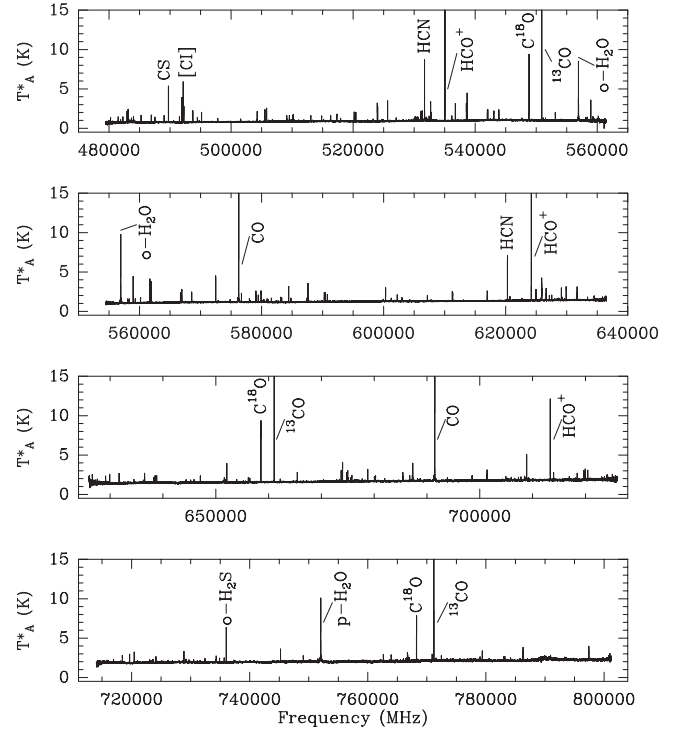 T*A (K)
15
10
5
0
CS
[CI]
HCN
HCO+
C18O
13CO
o-H2O
480000 500000 520000 540000 560000
T*A (K)
15
10
5
0
o-H2O
CO
HCN
HCO+
560000 580000 600000 620000 640000
T*A (K)
15
10
5
0
C18O
13CO
CO
HCO+
650000 700000
T*A (K)
15
10
5
0
o-H2S
p-H2O
C18O
13CO
720000 740000 760000 780000 800000
Frequency (MHz)